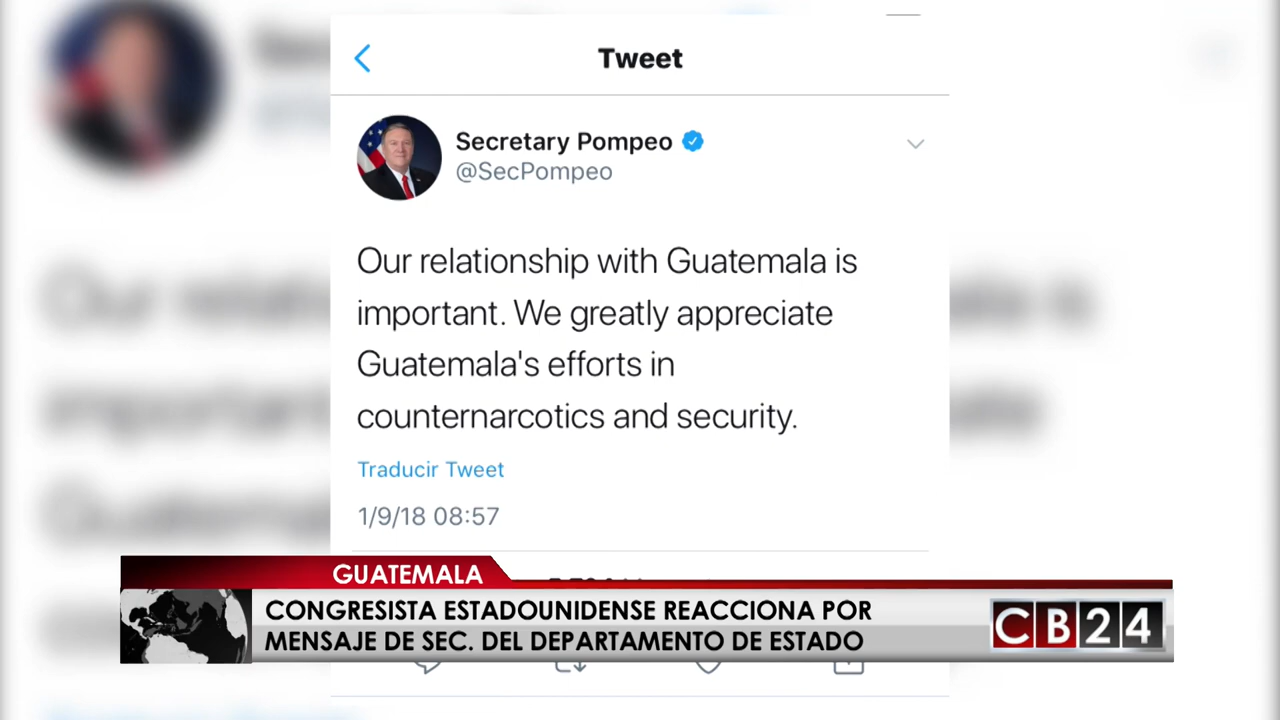 Tweet
Secretary Pompeo
@SecPompeo
Our relationship with Guatemala is
important. We greatly appreciate
Guatemala's efforts in
counternarcotics and security.
Traducir Tweet
1/9/18 08:57
GUATEMALA
CONGRESISTA ESTADOUNIDENSE REACCIONA POR
MENSAJE DE SEC. DEL DEPARTAMENTO DE ESTADO
CB24